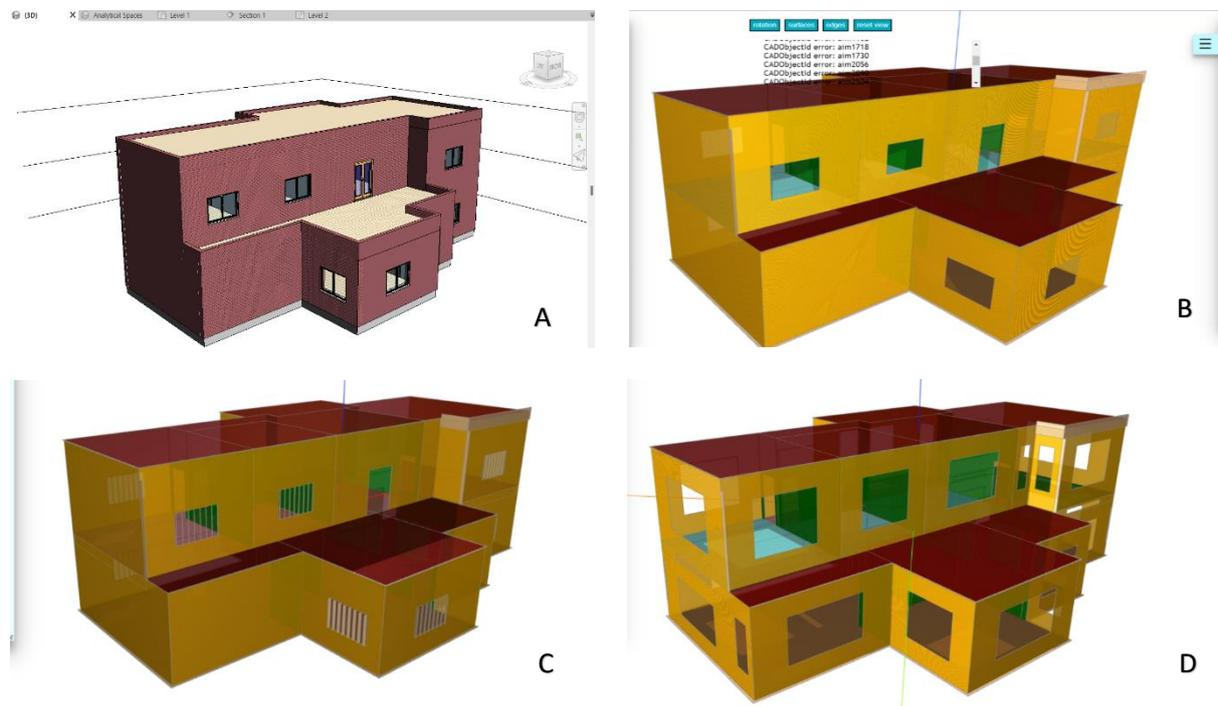 (3D)
X
Analytical Spaces
Level 1
Section 1
Level 2
A
rotation
surfaces
edges
reset view
CADObjectId error: aim1718
CADObjectId error: aim1730
CADObjectId error: aim2056
B
C
D